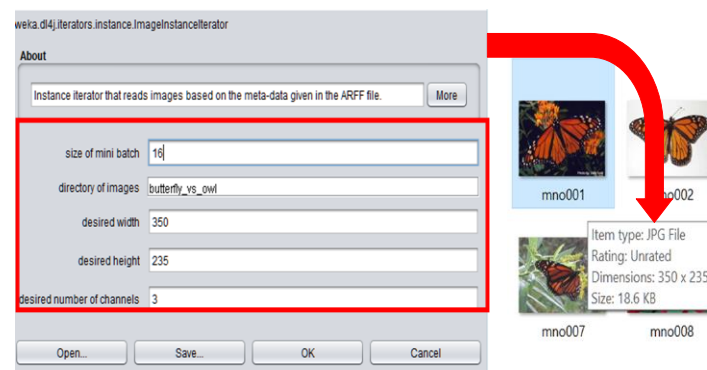 weka.dl4j.iterators.instance.ImageInstanceIterator
About
Instance iterator that reads images based on the meta-data given in the ARFF file.
More
size of mini batch 16
directory of images butterfly_vs_owl
desired width 350
desired height 235
desired number of channels 3
Open... Save... OK Cancel
mno001 mno002
Item type: JPG File
Rating: Unrated
Dimensions: 350 x 235
Size: 18.6 KB
mno007 mno008